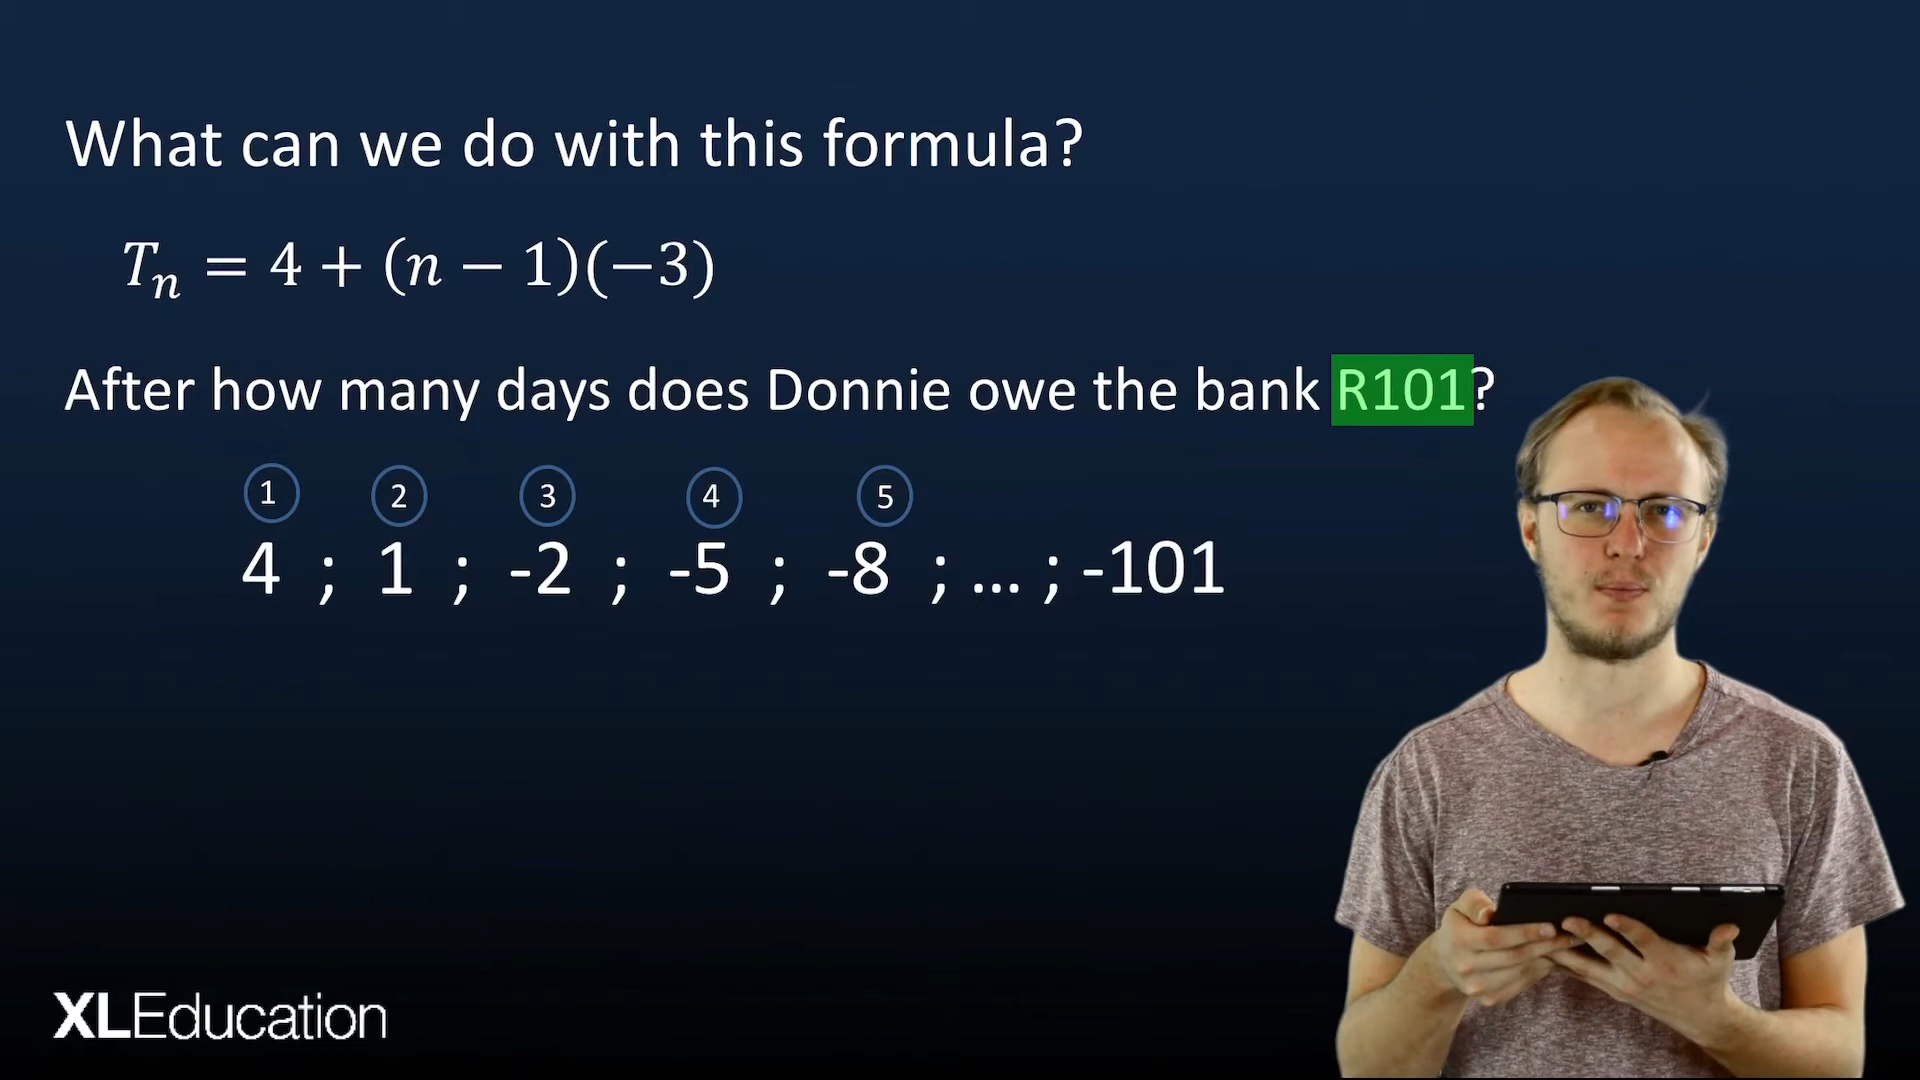 What can we do with this formula?
Tₙ = 4 + (n − 1)(−3)
After how many days does Donnie owe the bank R101?
1 2 3 4 5
4 ; 1 ; -2 ; -5 ; -8 ; ... ; -101
XLEducation